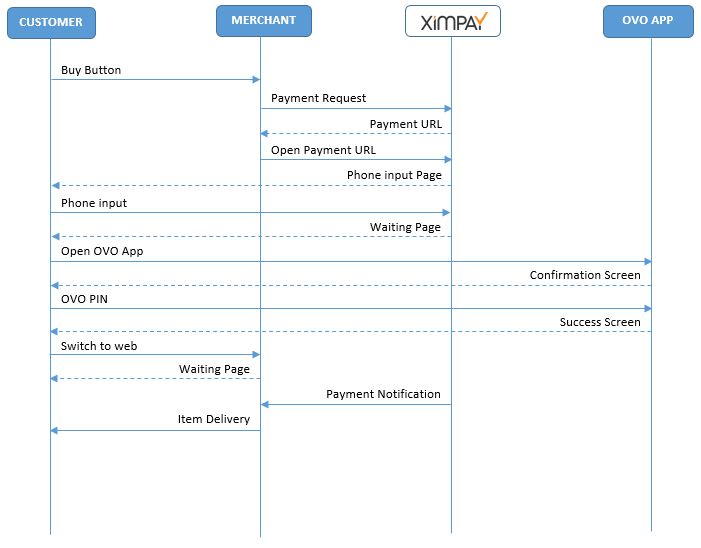 CUSTOMER
MERCHANT
XiMPAY
OVO APP
Buy Button
Payment Request
Payment URL
Open Payment URL
Phone input Page
Phone input
Waiting Page
Open OVO App
Confirmation Screen
OVO PIN
Success Screen
Switch to web
Waiting Page
Payment Notification
Item Delivery